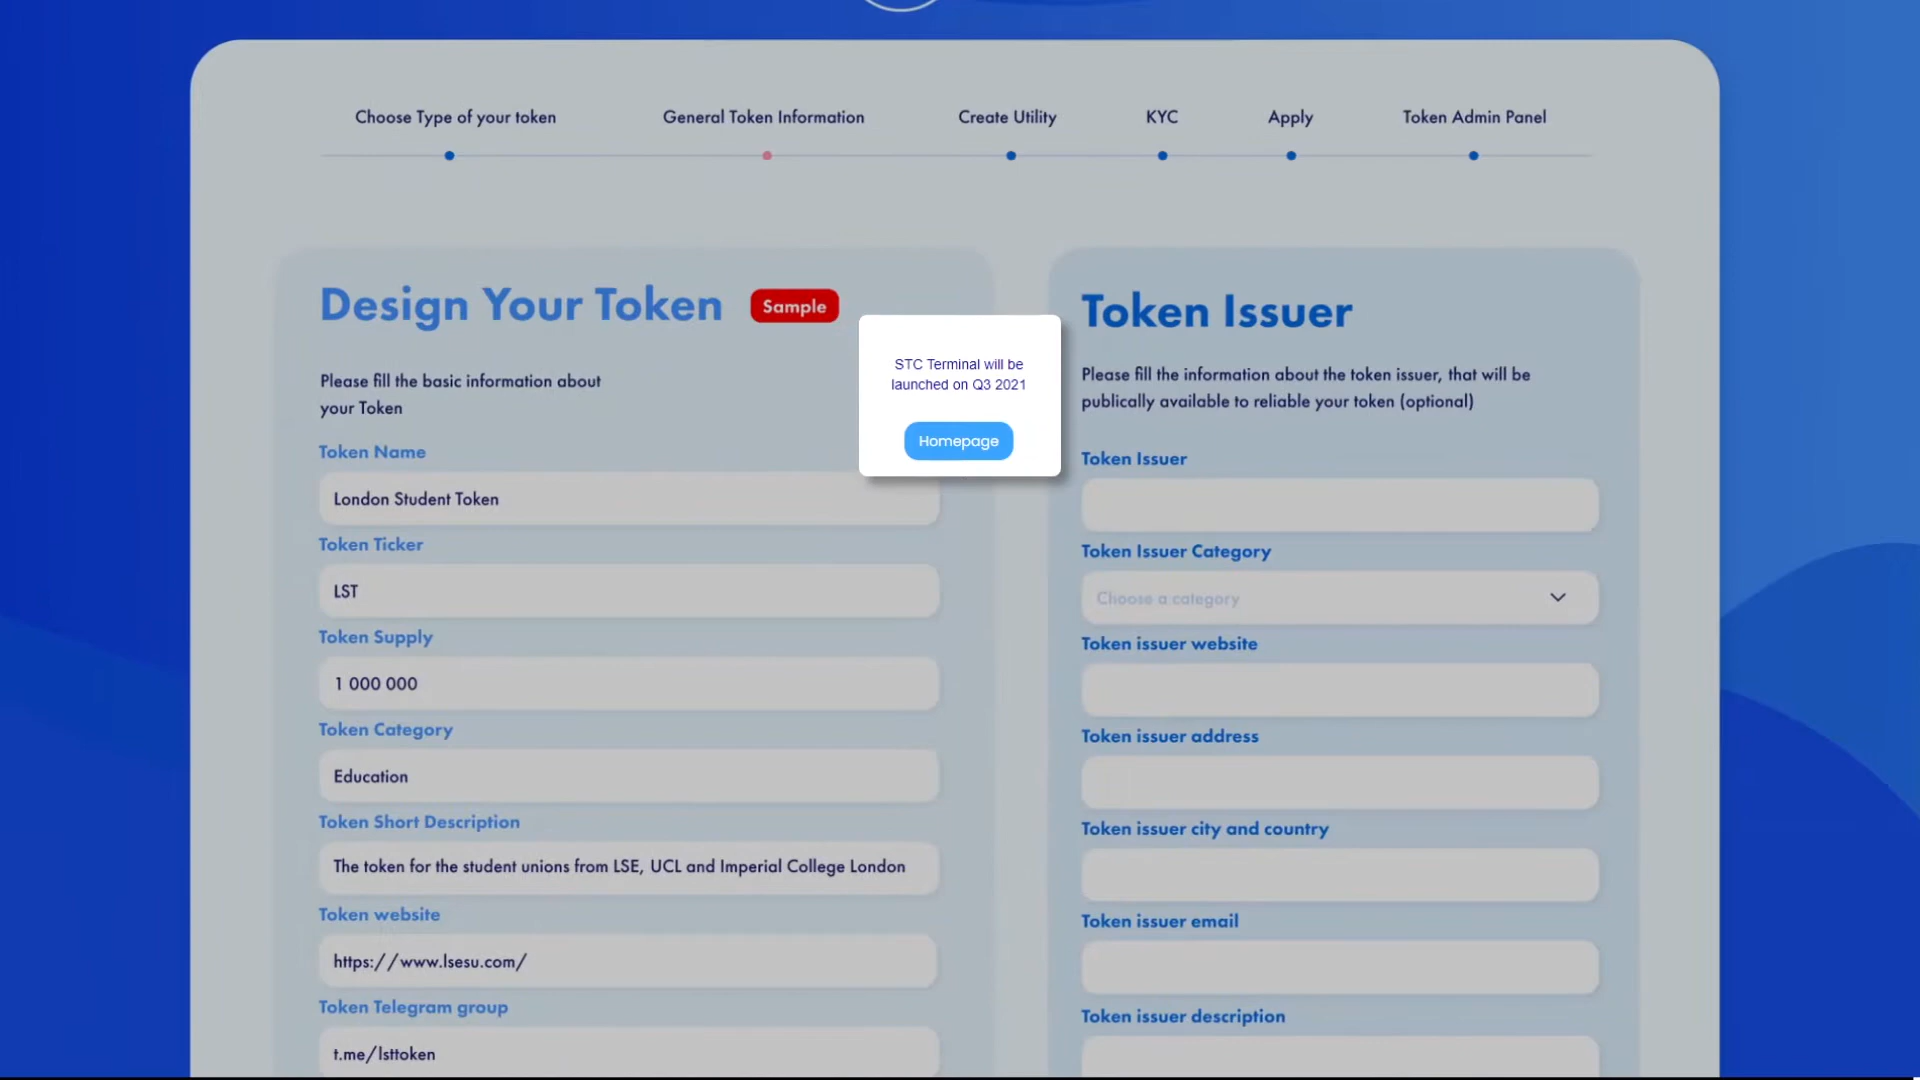 Choose Type of your token
General Token Information
Create Utility
KYC
Apply
Token Admin Panel
Design Your Token
Sample
Please fill the basic information about
your Token
Token Name
London Student Token
Token Ticker
LST
Token Supply
1 000 000
Token Category
Education
Token Short Description
The token for the student unions from LSE, UCL and Imperial College London
Token website
https://www.lsesu.com/
Token Telegram group
t.me/lsttoken
STC Terminal will be
launched on Q3 2021
Homepage
Token Issuer
Please fill the information about the token issuer, that will be
publically available to reliable your token (optional)
Token Issuer
Token Issuer Category
Choose a category
Token issuer website
Token issuer address
Token issuer city and country
Token issuer email
Token issuer description